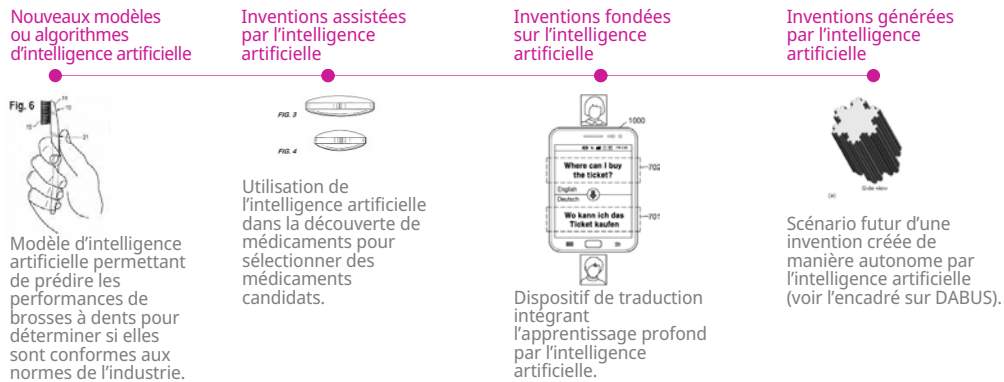 Nouveaux modèles
ou algorithmes
d'intelligence artificielle
Fig. 6
21
Modèle d'intelligence
artificielle permettant
de prédire les
performances de
brosses à dents pour
déterminer si elles
sont conformes aux
normes de l'industrie.
Inventions assistées
par l'intelligence
artificielle
FIG. 3
FIG. 4
Utilisation de
l'intelligence artificielle
dans la découverte de
médicaments pour
sélectionner des
médicaments
candidats.
Inventions fondées
sur l'intelligence
artificielle
1000
Where can I buy
the ticket?
702
English
Deutsch
Wo kann ich das
Ticket kaufen
701
Dispositif de traduction
intégrant
l'apprentissage profond
par l'intelligence
artificielle.
Inventions générées
par l'intelligence
artificielle
Side view
(a)
Scénario futur d'une
invention créée de
manière autonome par
l'intelligence artificielle
(voir l'encadré sur DABUS).